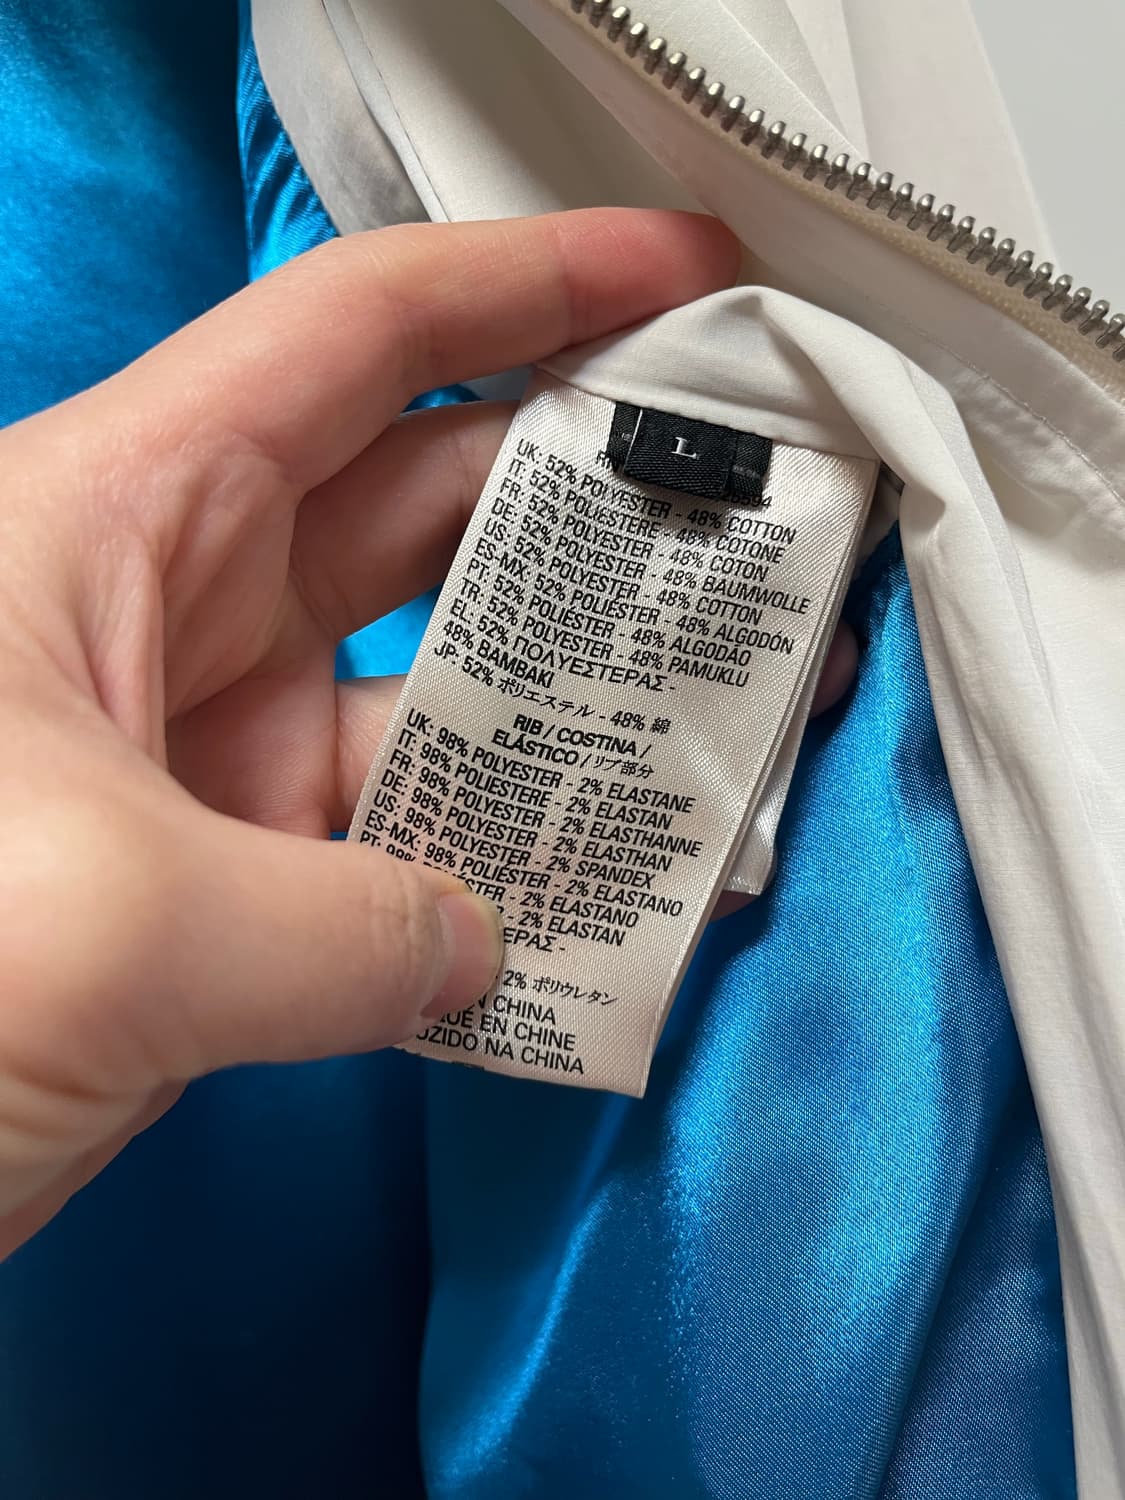 L
26594
UK: 52% POLYESTER - 48% COTTON
IT: 52% POLIESTERE - 48% COTONE
FR: 52% POLYESTER - 48% COTON
DE: 52% POLYESTER - 48% BAUMWOLLE
US: 52% POLYESTER - 48% COTTON
ES-MX: 52% POLIÉSTER - 48% ALGODÓN
PT: 52% POLIÉSTER - 48% ALGODÃO
TR: 52% POLYESTER - 48% PAMUKLU
EL: 52% ΠΟΛΥΕΣΤΕΡΑΣ -
48% ΒΑΜΒΑΚΙ
JP: 52% ポリエステル - 48% 綿
RIB / COSTINA /
ELÁSTICO / リブ部分
UK: 98% POLYESTER - 2% ELASTANE
IT: 98% POLIESTERE - 2% ELASTAN
FR: 98% POLYESTER - 2% ELASTHANNE
DE: 98% POLYESTER - 2% ELASTHAN
US: 98% POLYESTER - 2% SPANDEX
ES-MX: 98% POLIÉSTER - 2% ELASTANO
PT: 98% - 2% ELASTANO
- 2% ELASTAN
- 2% ポリウレタン
CHINA
EN CHINE
NA CHINA